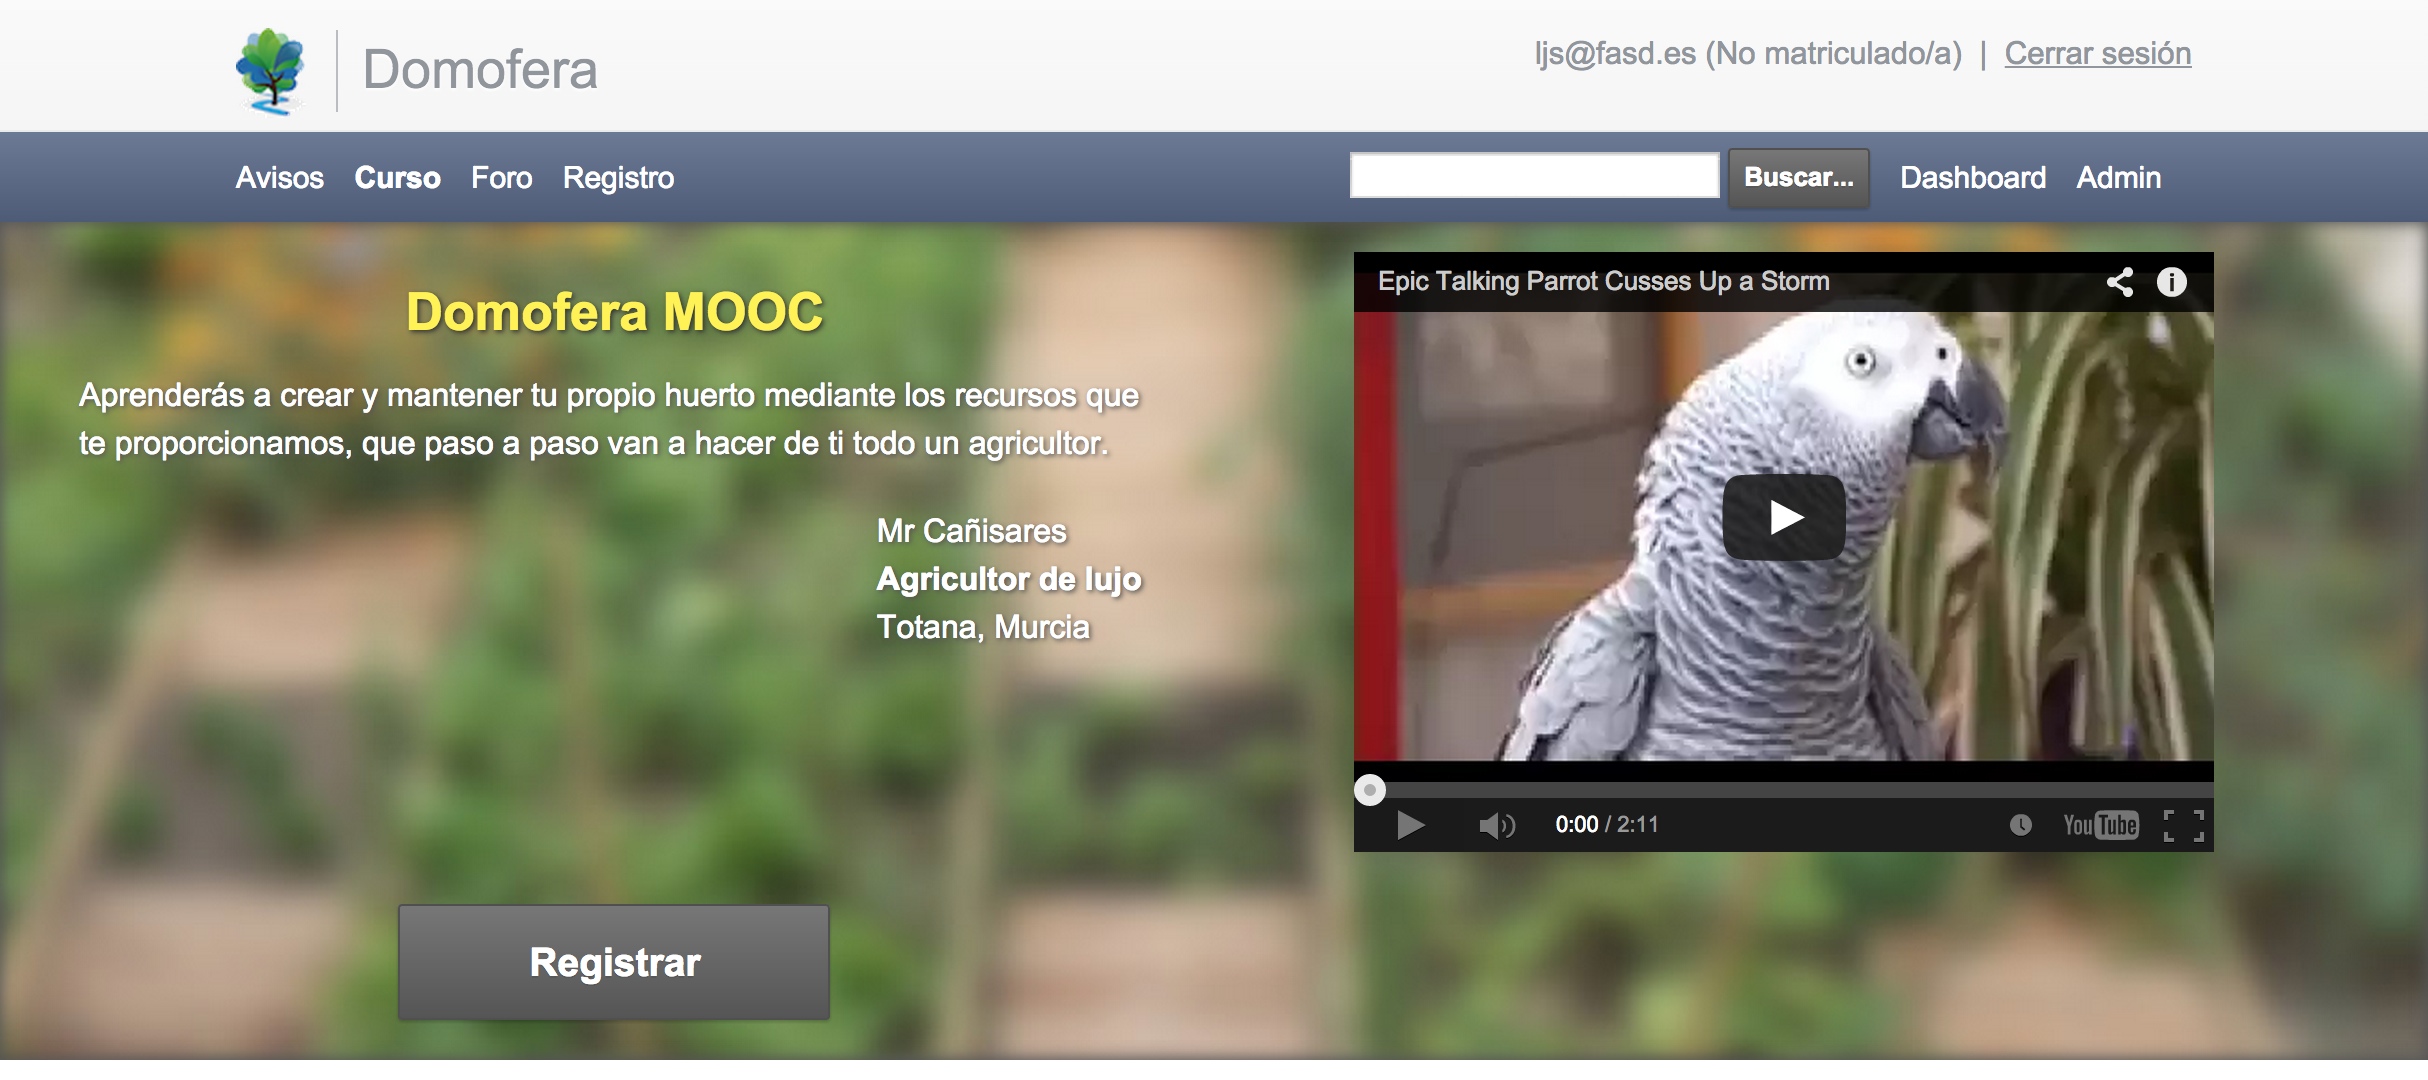 Domofera
ljs@fasd.es (No matriculado/a) | Cerrar sesión
Avisos Curso Foro Registro
Buscar... Dashboard Admin
Domofera MOOC
Aprenderás a crear y mantener tu propio huerto mediante los recursos que
te proporcionamos, que paso a paso van a hacer de ti todo un agricultor.
Mr Cañisares
Agricultor de lujo
Totana, Murcia
Registrar
Epic Talking Parrot Cusses Up a Storm
0:00 / 2:11
YouTube